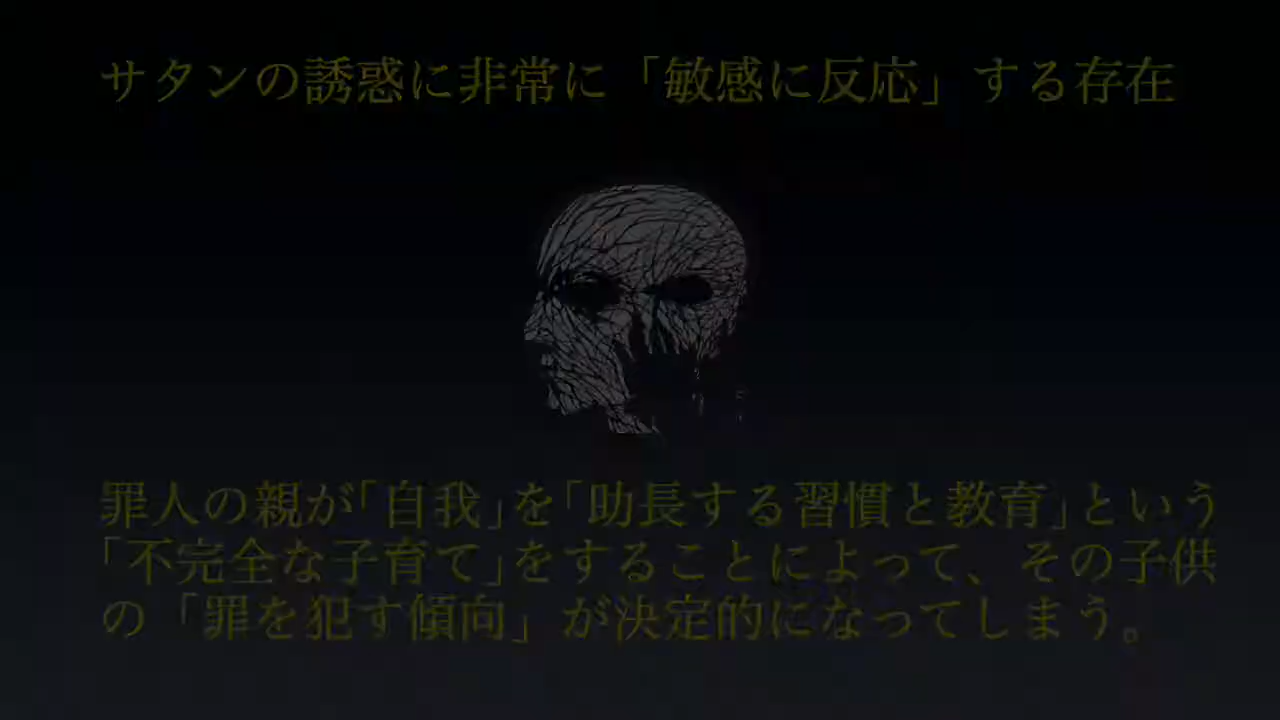 サタンの誘惑に非常に「敏感に反応」する存在
罪人の親が「自我」を「助長する習慣と教育」という
「不完全な子育て」をすることによって、その子供
の「罪を犯す傾向」が決定的になってしまう。